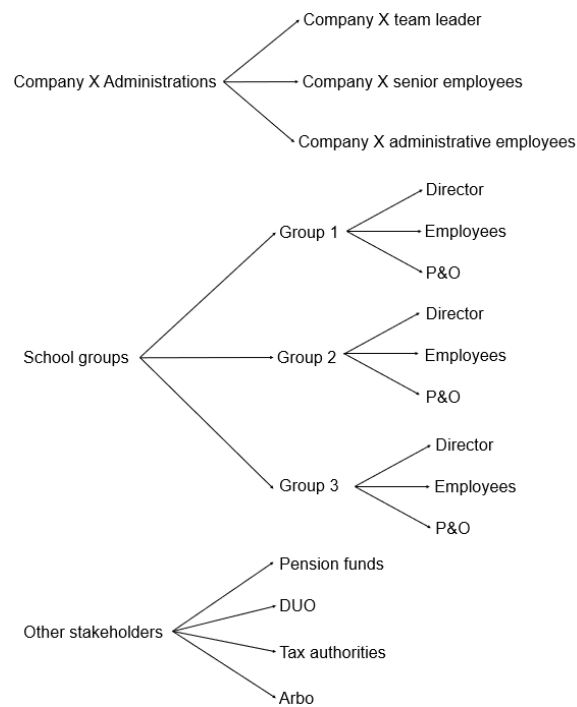 Company X team leader
Company X Administrations
Company X senior employees
Company X administrative employees
Director
Group 1
Employees
P&O
Director
School groups
Group 2
Employees
P&O
Director
Group 3
Employees
P&O
Pension funds
DUO
Other stakeholders
Tax authorities
Arbo